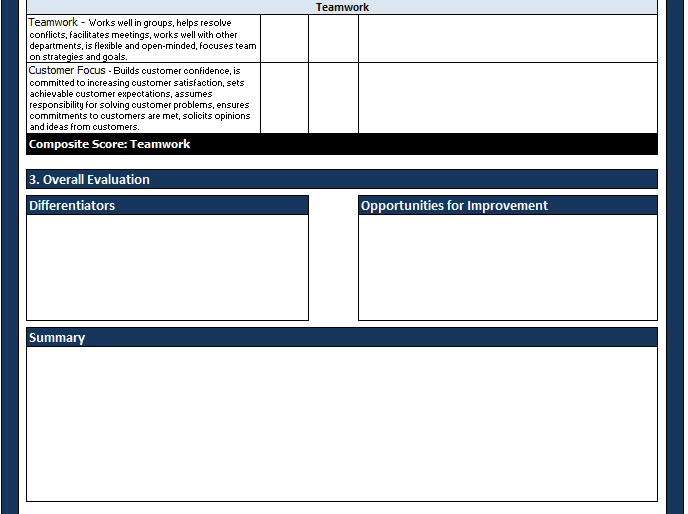 Teamwork
Teamwork - Works well in groups, helps resolve
conflicts, facilitates meetings, works well with other
departments, is flexible and open-minded, focuses team
on strategies and goals.
Customer Focus - Builds customer confidence, is
committed to increasing customer satisfaction, sets
achievable customer expectations, assumes
responsibility for solving customer problems, ensures
commitments to customers are met, solicits opinions
and ideas from customers.
Composite Score: Teamwork
3. Overall Evaluation
Differentiators
Opportunities for Improvement
Summary